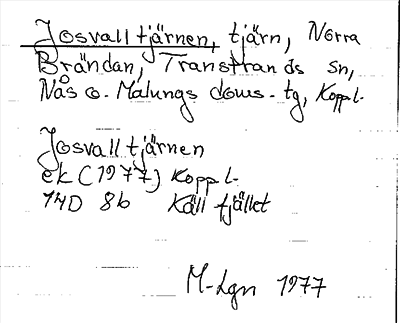 Josvalltjärnen, tjärn, Norra
Brändan, Transtrands sn,
Nås o. Malungs doms. tg, Koppl.
Josvalltjärnen
ek (1977) Koppl.
14D 8b Källfjället
M-Lgn 1977